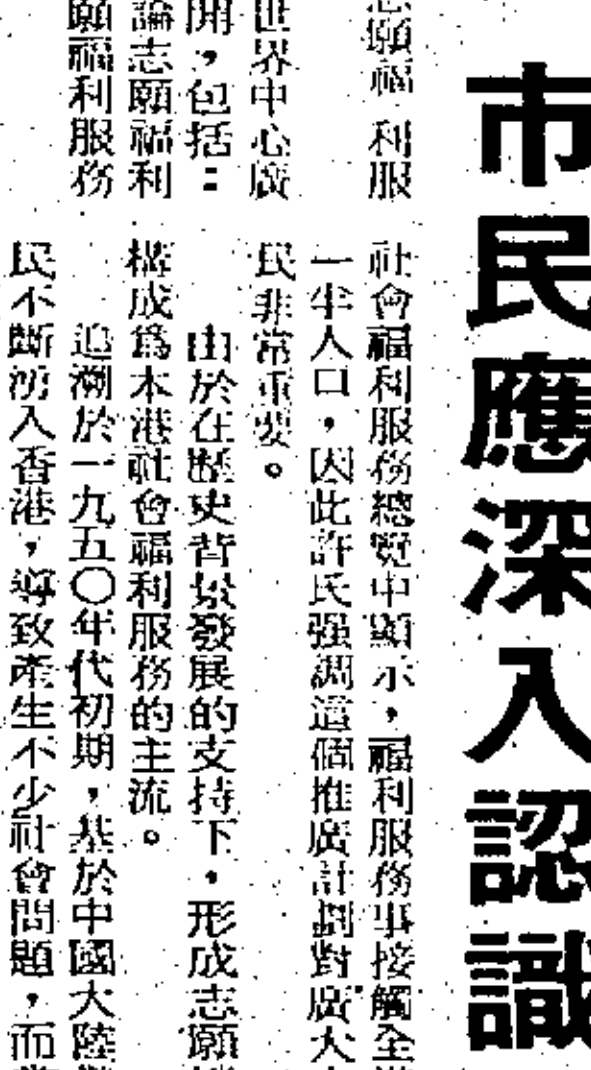 市民應深入認識
願福利服
世界中心廣
開，包括：
論志願福利
願福利服務
社會福利服務總覽中顯示，福利服務事接觸全港
一半人口，因此許氏强調這個推廣計劃對廣大
民非常重要。
由於在歷史背景發展的支持下，形成志願
構成爲本港社會福利服務的主流。
追溯於一九五〇年代初期，基於中國大陸
民不斷湧入香港，導致產生不少社會問題，而